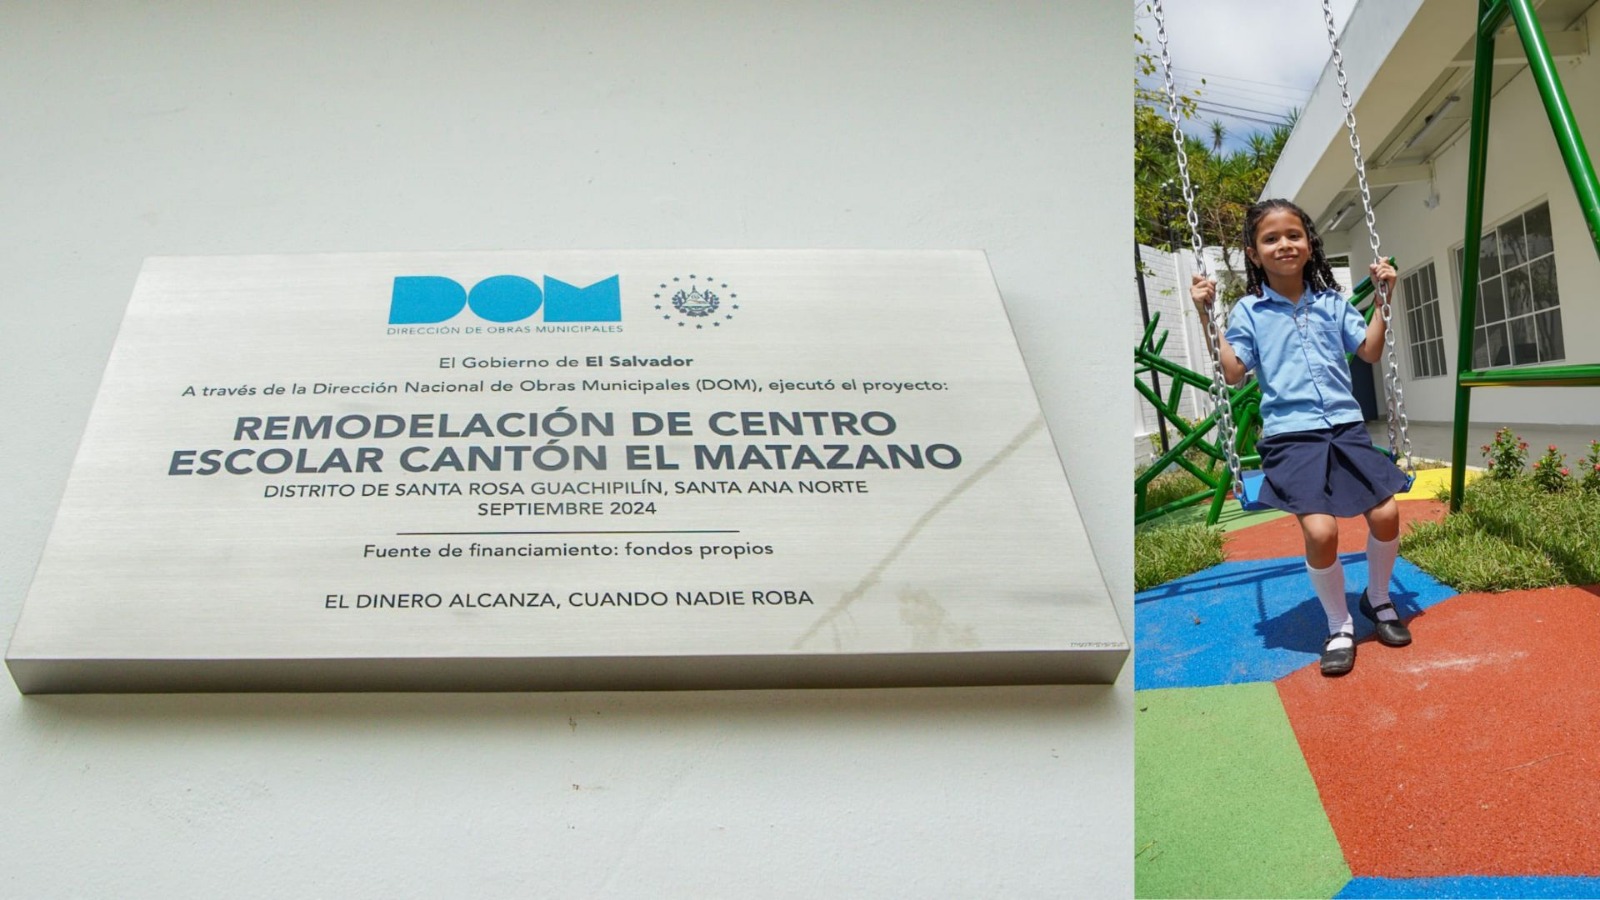 DOM
DIRECCIÓN DE OBRAS MUNICIPALES
El Gobierno de El Salvador
A través de la Dirección Nacional de Obras Municipales (DOM), ejecutó el proyecto:
REMODELACIÓN DE CENTRO
ESCOLAR CANTÓN EL MATAZANO
DISTRITO DE SANTA ROSA GUACHIPILÍN, SANTA ANA NORTE
SEPTIEMBRE 2024
Fuente de financiamiento: fondos propios
EL DINERO ALCANZA, CUANDO NADIE ROBA